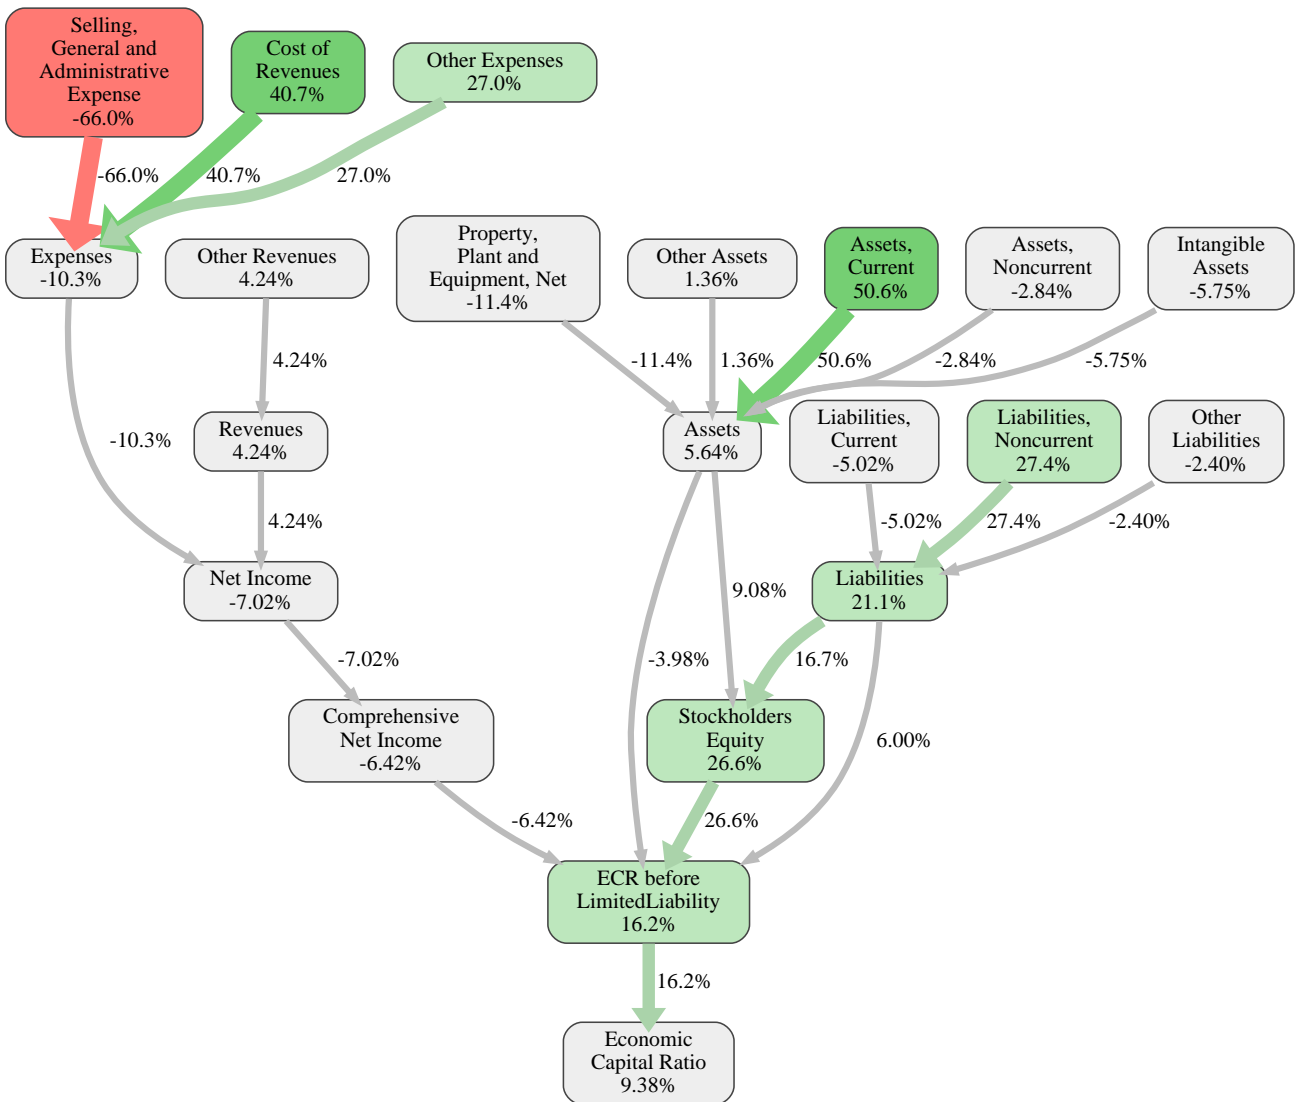 Selling,
General and
Administrative
Expense
-66.0%
Cost of
Revenues
40.7%
Other Expenses
27.0%
-66.0%
40.7%
27.0%
Expenses
-10.3%
Other Revenues
4.24%
Property,
Plant and
Equipment, Net
-11.4%
Other Assets
1.36%
Assets,
Current
50.6%
Assets,
Noncurrent
-2.84%
Intangible
Assets
-5.75%
4.24%
-11.4%
1.36%
50.6%
-2.84%
-5.75%
-10.3%
Revenues
4.24%
Assets
5.64%
Liabilities,
Current
-5.02%
Liabilities,
Noncurrent
27.4%
Other
Liabilities
-2.40%
4.24%
-5.02%
27.4%
-2.40%
Net Income
-7.02%
9.08%
Liabilities
21.1%
-7.02%
-3.98%
16.7%
Comprehensive
Net Income
-6.42%
Stockholders
Equity
26.6%
6.00%
-6.42%
26.6%
ECR before
LimitedLiability
16.2%
16.2%
Economic
Capital Ratio
9.38%